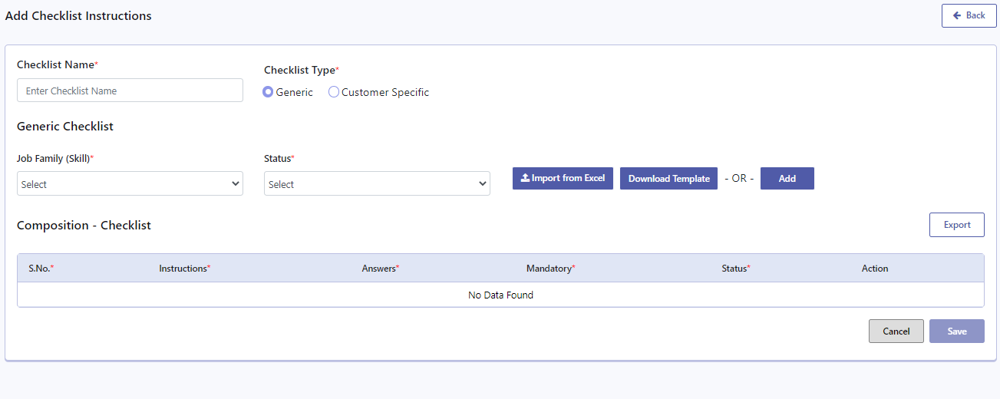 Add Checklist Instructions
Back
Checklist Name*
Enter Checklist Name
Checklist Type*
Generic
Customer Specific
Generic Checklist
Job Family (Skill)*
Select
Status*
Select
Import from Excel
Download Template
- OR -
Add
Composition - Checklist
Export
S.No.* Instructions* Answers* Mandatory* Status* Action
No Data Found
Cancel
Save